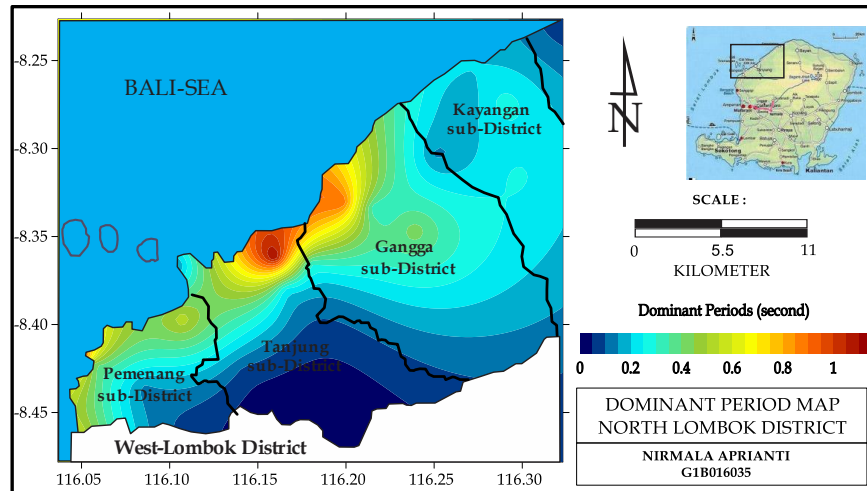 BALI-SEA
Kayangan
sub-District
Gangga
sub-District
Tanjung
sub-District
Pemenang
sub-District
West-Lombok District
-8.25
-8.30
-8.35
-8.40
-8.45
116.05
116.10
116.15
116.20
116.25
116.30
N
SCALE :
0
5.5
11
KILOMETER
Dominant Periods (second)
0
0.2
0.4
0.6
0.8
1
DOMINANT PERIOD MAP
NORTH LOMBOK DISTRICT
NIRMALA APRIANTI
G1B016035